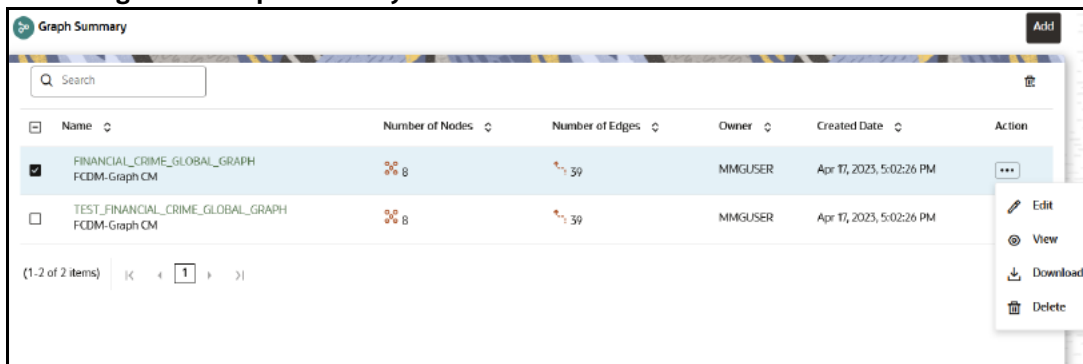 Graph Summary
Add
Search
Name Number of Nodes Number of Edges Owner Created Date Action
FINANCIAL_CRIME_GLOBAL_GRAPH
FCDM-Graph CM
8 39 MMGUSER Apr 17, 2023, 5:02:26 PM
TEST_FINANCIAL_CRIME_GLOBAL_GRAPH
FCDM-Graph CM
8 39 MMGUSER Apr 17, 2023, 5:02:26 PM
Edit
View
Download
Delete
(1-2 of 2 items) 1